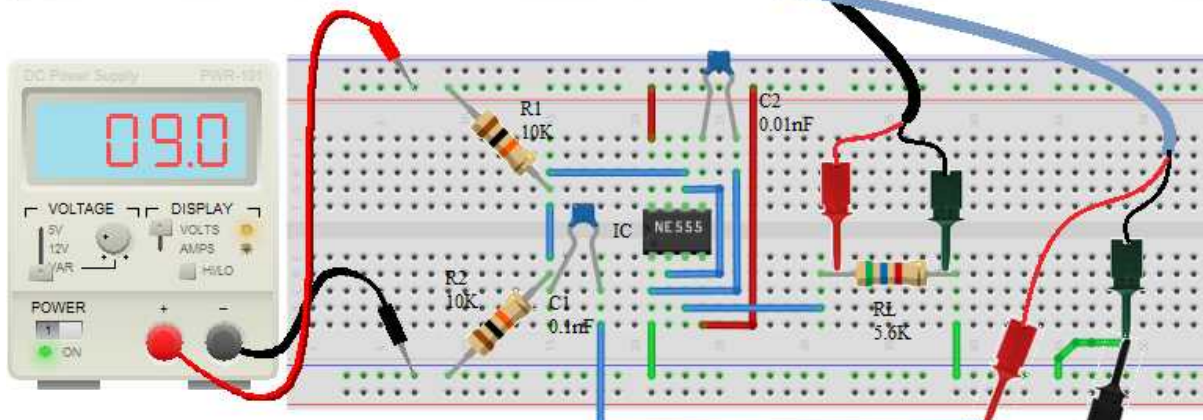 DC Power Supply PWR-101
09.0
VOLTAGE DISPLAY
5V VOLTS
12V AMPS
VAR HI/LO
POWER
1
ON
+ −
R1
10K
C2
0.01nF
IC NE555
R2
10K
C1
0.1nF
RL
5.6K